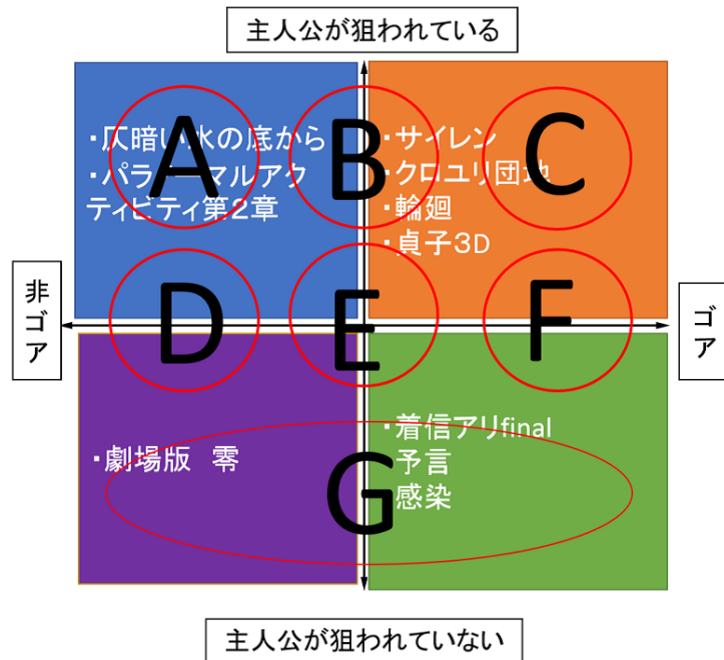 主人公が狙われている
A
B
C
・仄暗い水の底から
・パラ マルアク
ティビティ第2章
・サイレン
・クロユリ団地
・輪廻
・貞子3D
非ゴア
D
E
F
ゴア
・劇場版 零
G
・着信アリfinal
予言
感染
主人公が狙われていない